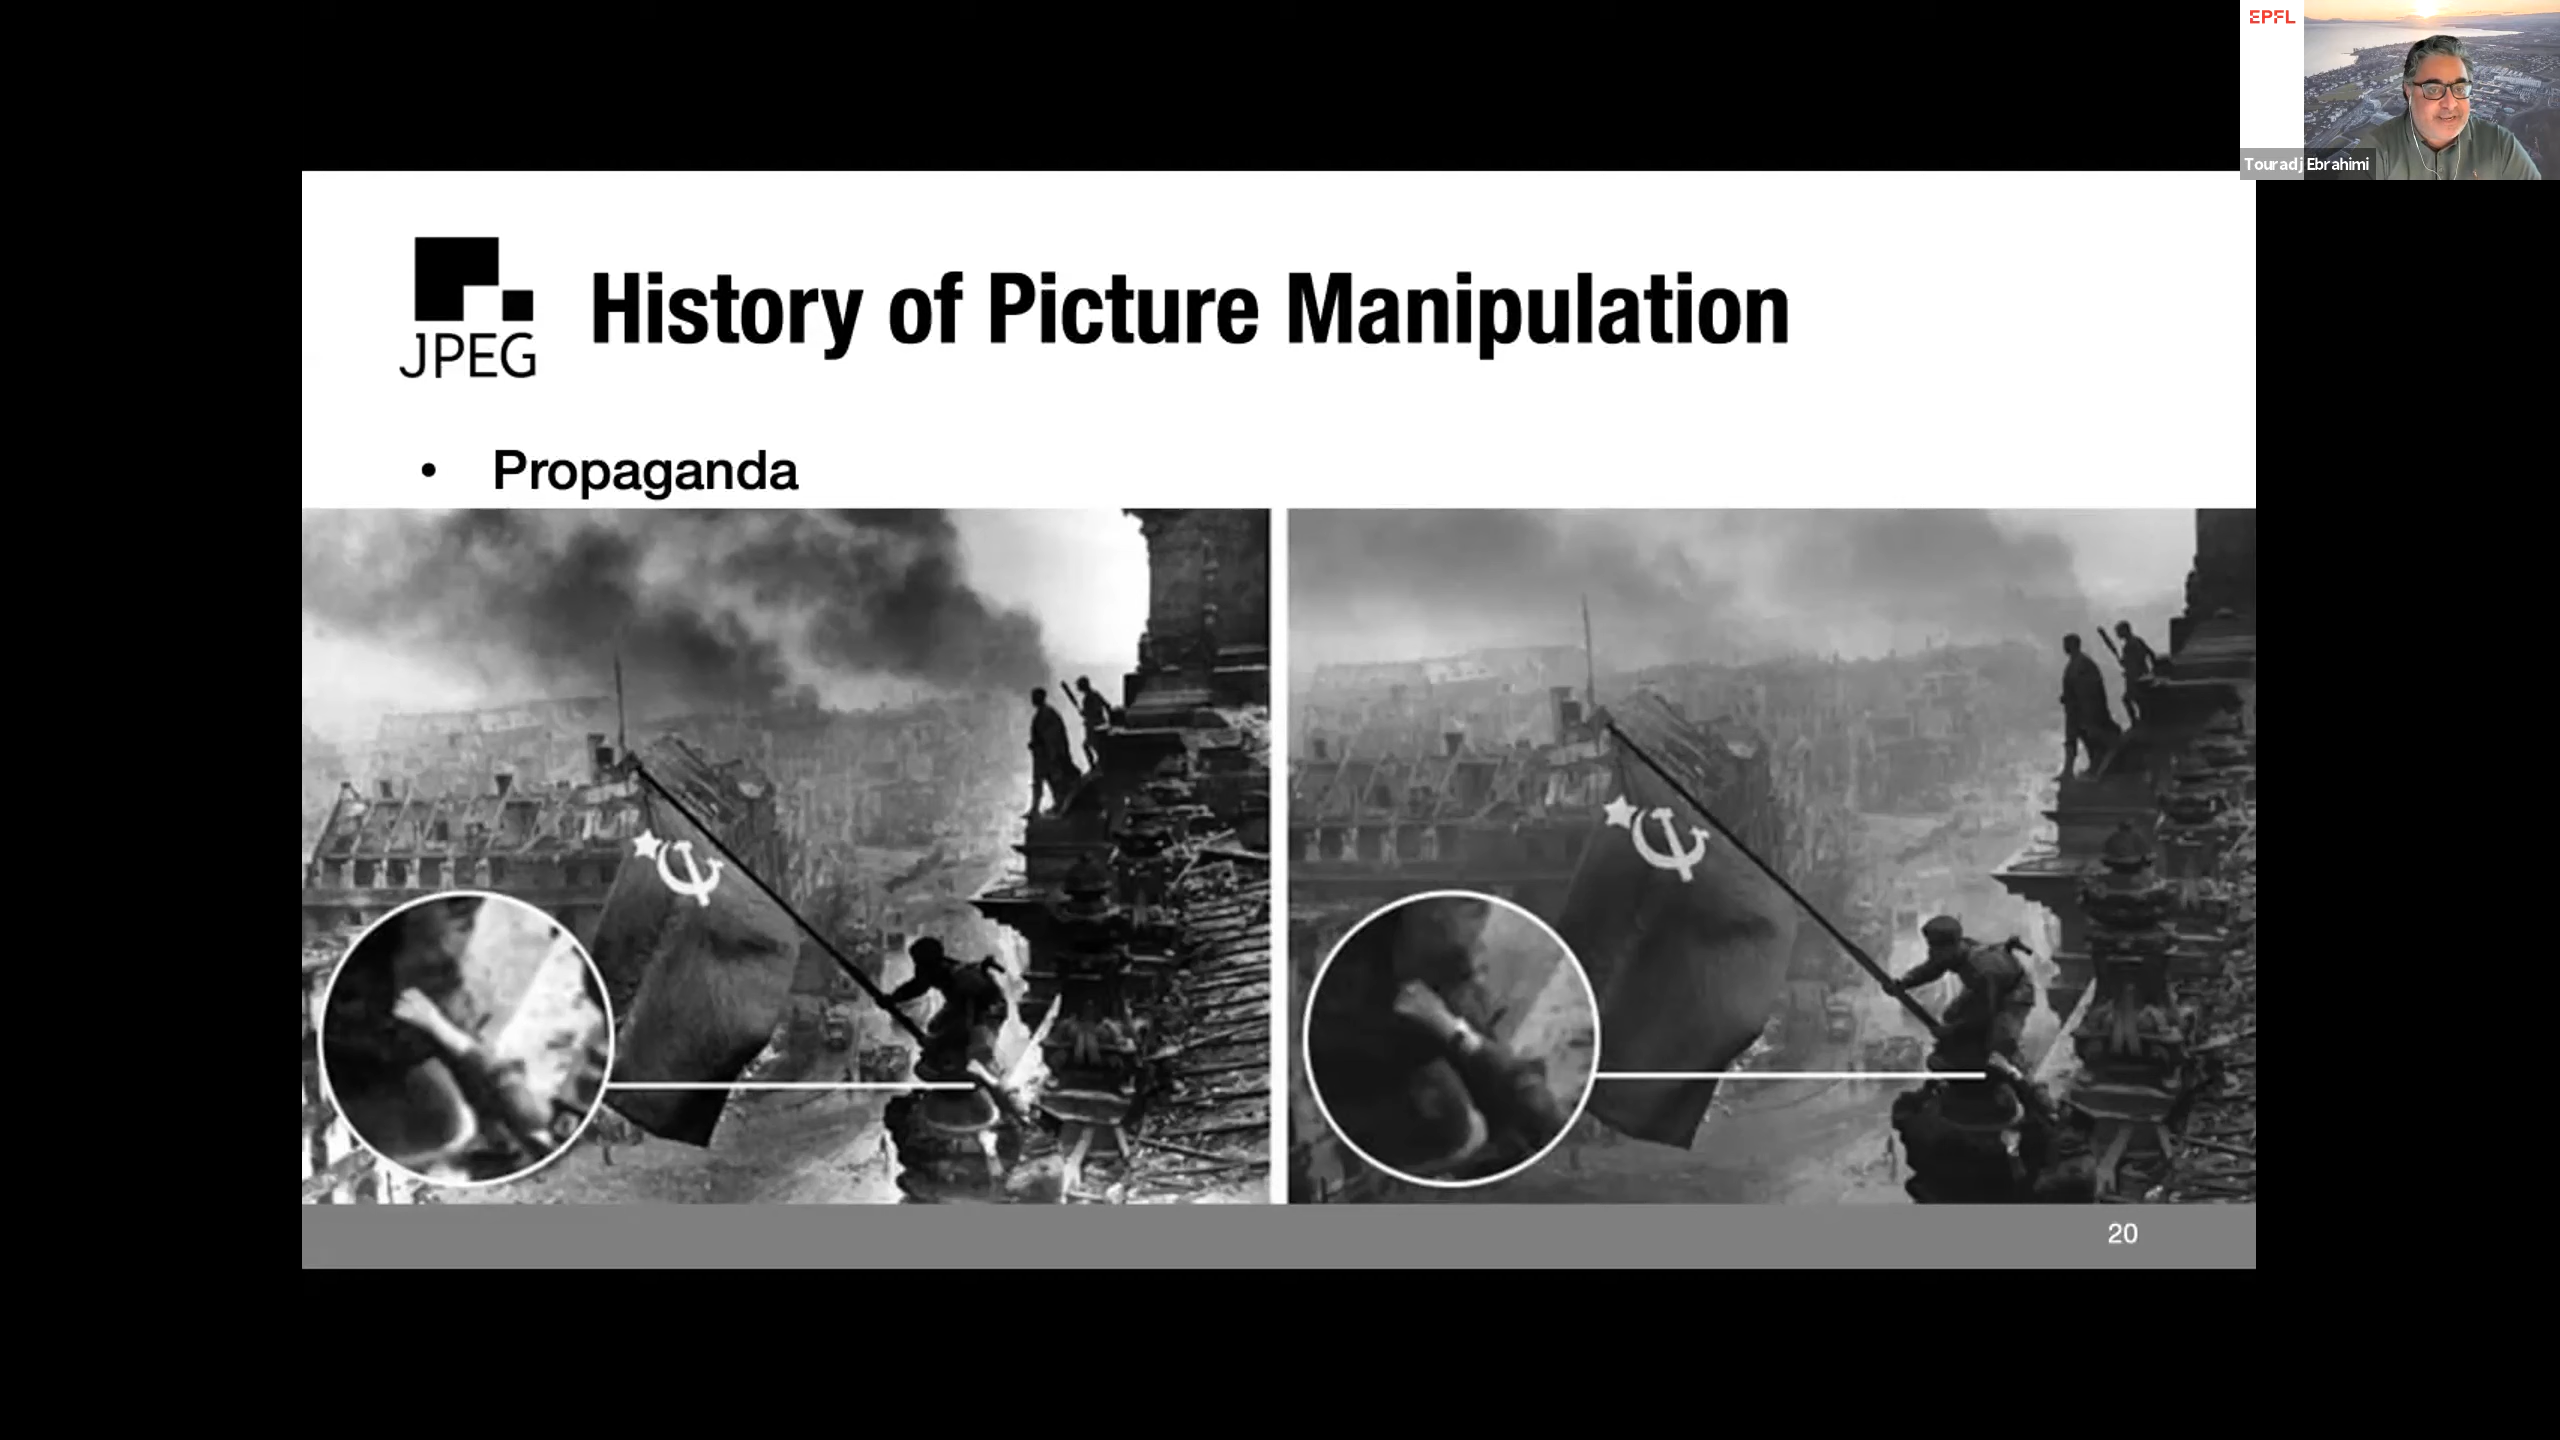 EPFL
Touradj Ebrahimi
JPEG
History of Picture Manipulation
• Propaganda
20